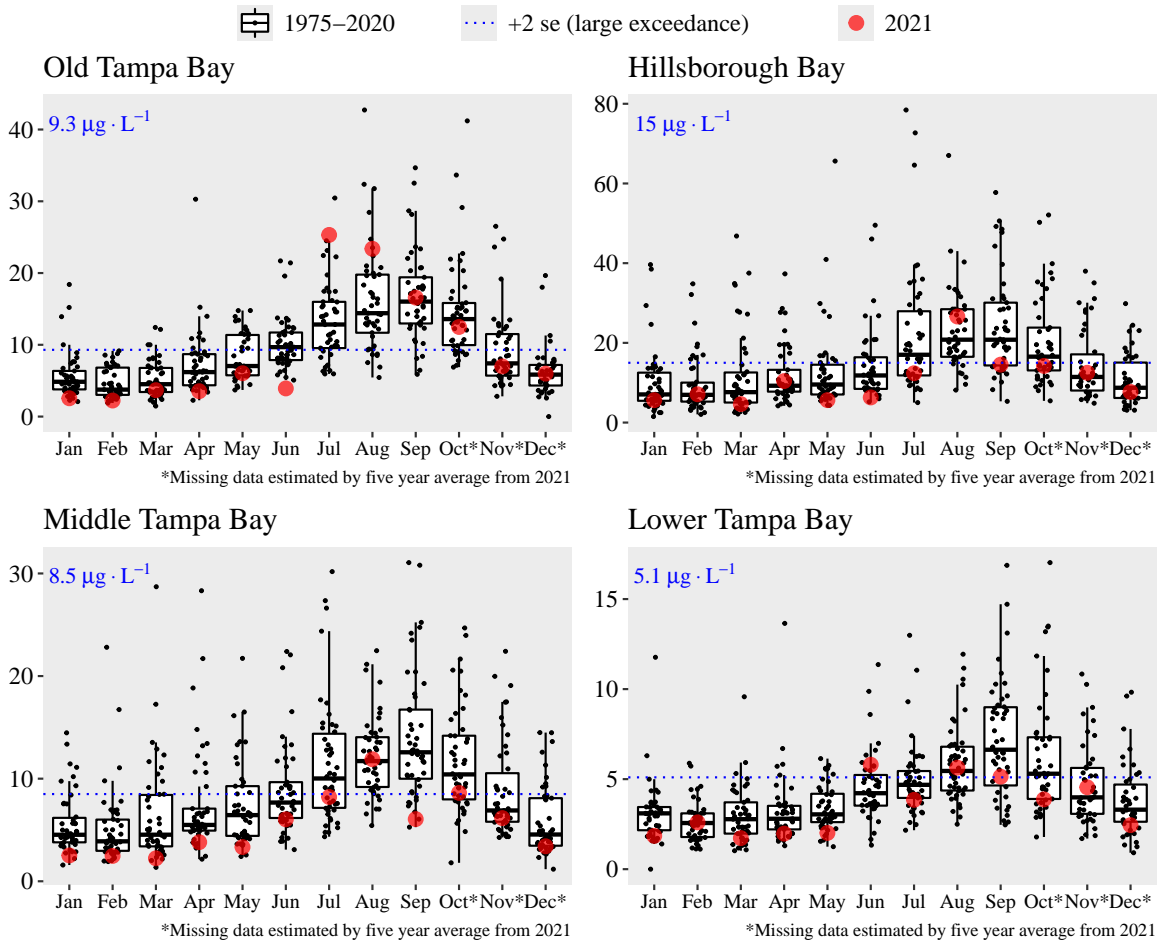 1975–2020 +2 se (large exceedance) 2021
Old Tampa Bay
9.3 μg · L⁻¹
40
30
20
10
0
Jan Feb Mar Apr May Jun Jul Aug Sep Oct* Nov* Dec*
*Missing data estimated by five year average from 2021
Hillsborough Bay
15 μg · L⁻¹
80
60
40
20
0
Jan Feb Mar Apr May Jun Jul Aug Sep Oct* Nov* Dec*
*Missing data estimated by five year average from 2021
Middle Tampa Bay
8.5 μg · L⁻¹
30
20
10
0
Jan Feb Mar Apr May Jun Jul Aug Sep Oct* Nov* Dec*
*Missing data estimated by five year average from 2021
Lower Tampa Bay
5.1 μg · L⁻¹
15
10
5
0
Jan Feb Mar Apr May Jun Jul Aug Sep Oct* Nov* Dec*
*Missing data estimated by five year average from 2021